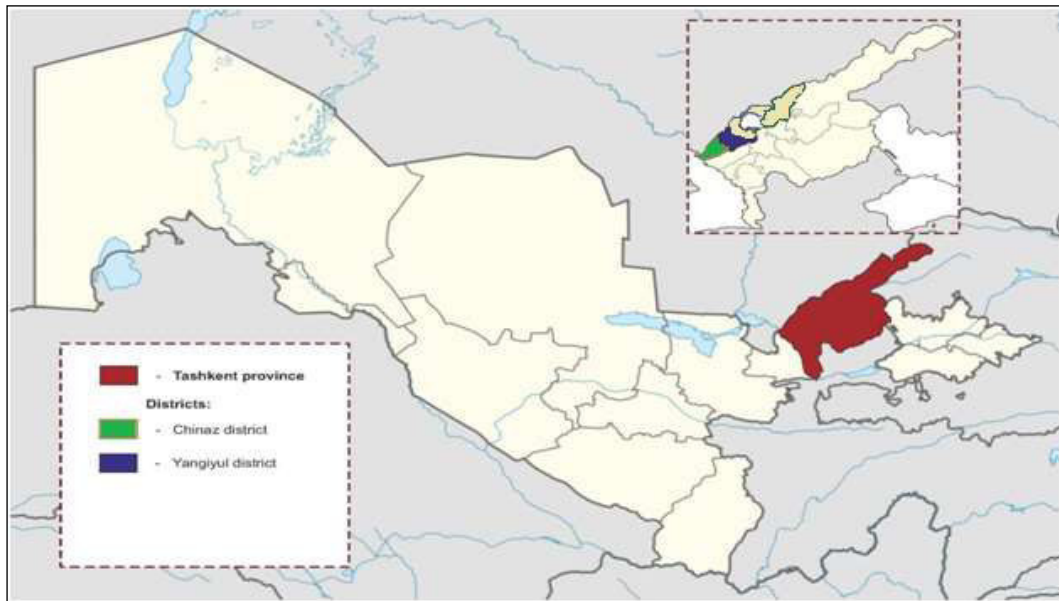 - Tashkent province
Districts:
- Chinaz district
- Yangiyul district